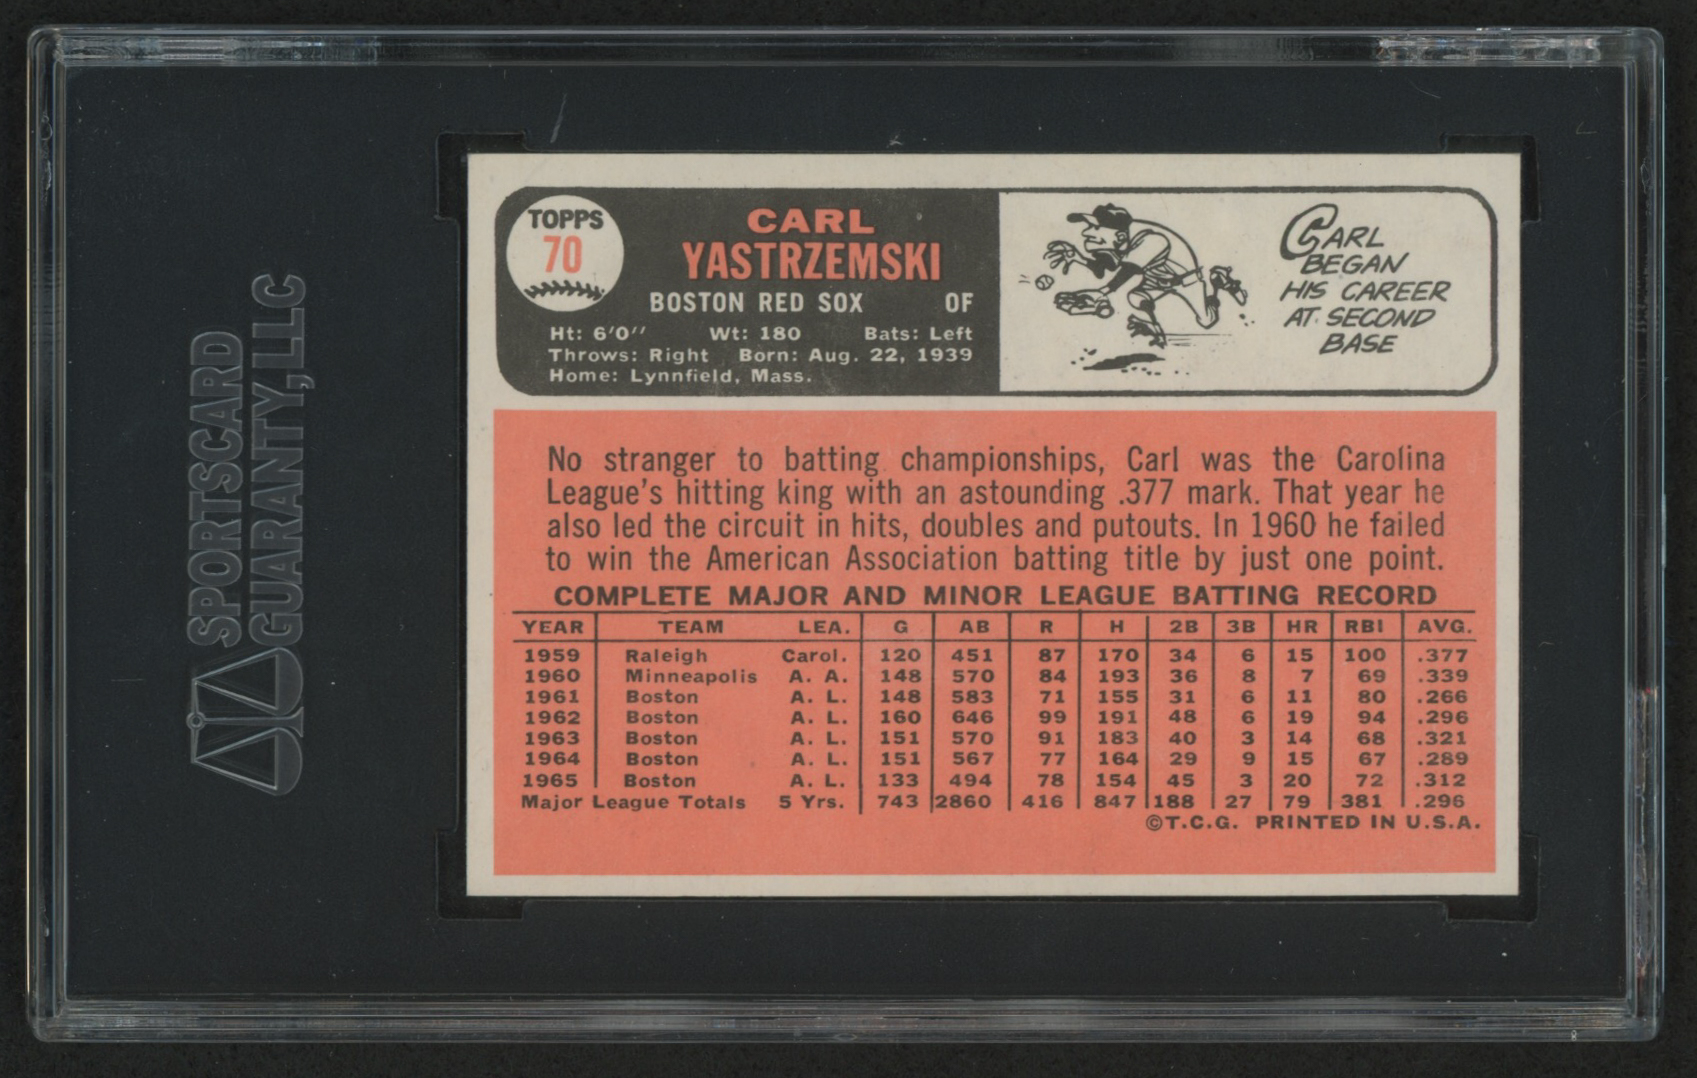 SPORTSCARD
GUARANTY, LLC
TOPPS
70
CARL
YASTRZEMSKI
BOSTON RED SOX OF
Ht: 6'0'' Wt: 180 Bats: Left
Throws: Right Born: Aug. 22, 1939
Home: Lynnfield, Mass.
CARL
BEGAN
HIS CAREER
AT SECOND
BASE
No stranger to batting championships, Carl was the Carolina
League's hitting king with an astounding .377 mark. That year he
also led the circuit in hits, doubles and putouts. In 1960 he failed
to win the American Association batting title by just one point.
COMPLETE MAJOR AND MINOR LEAGUE BATTING RECORD
YEAR TEAM LEA. G AB R H 2B 3B HR RBI AVG.
1959 Raleigh Carol. 120 451 87 170 34 6 15 100 .377
1960 Minneapolis A. A. 148 570 84 193 36 8 7 69 .339
1961 Boston A. L. 148 583 71 155 31 6 11 80 .266
1962 Boston A. L. 160 646 99 191 48 6 19 94 .296
1963 Boston A. L. 151 570 91 183 40 3 14 68 .321
1964 Boston A. L. 151 567 77 164 29 9 15 67 .289
1965 Boston A. L. 133 494 78 154 45 3 20 72 .312
Major League Totals 5 Yrs. 743 2860 416 847 188 27 79 381 .296
©T.C.G. PRINTED IN U.S.A.